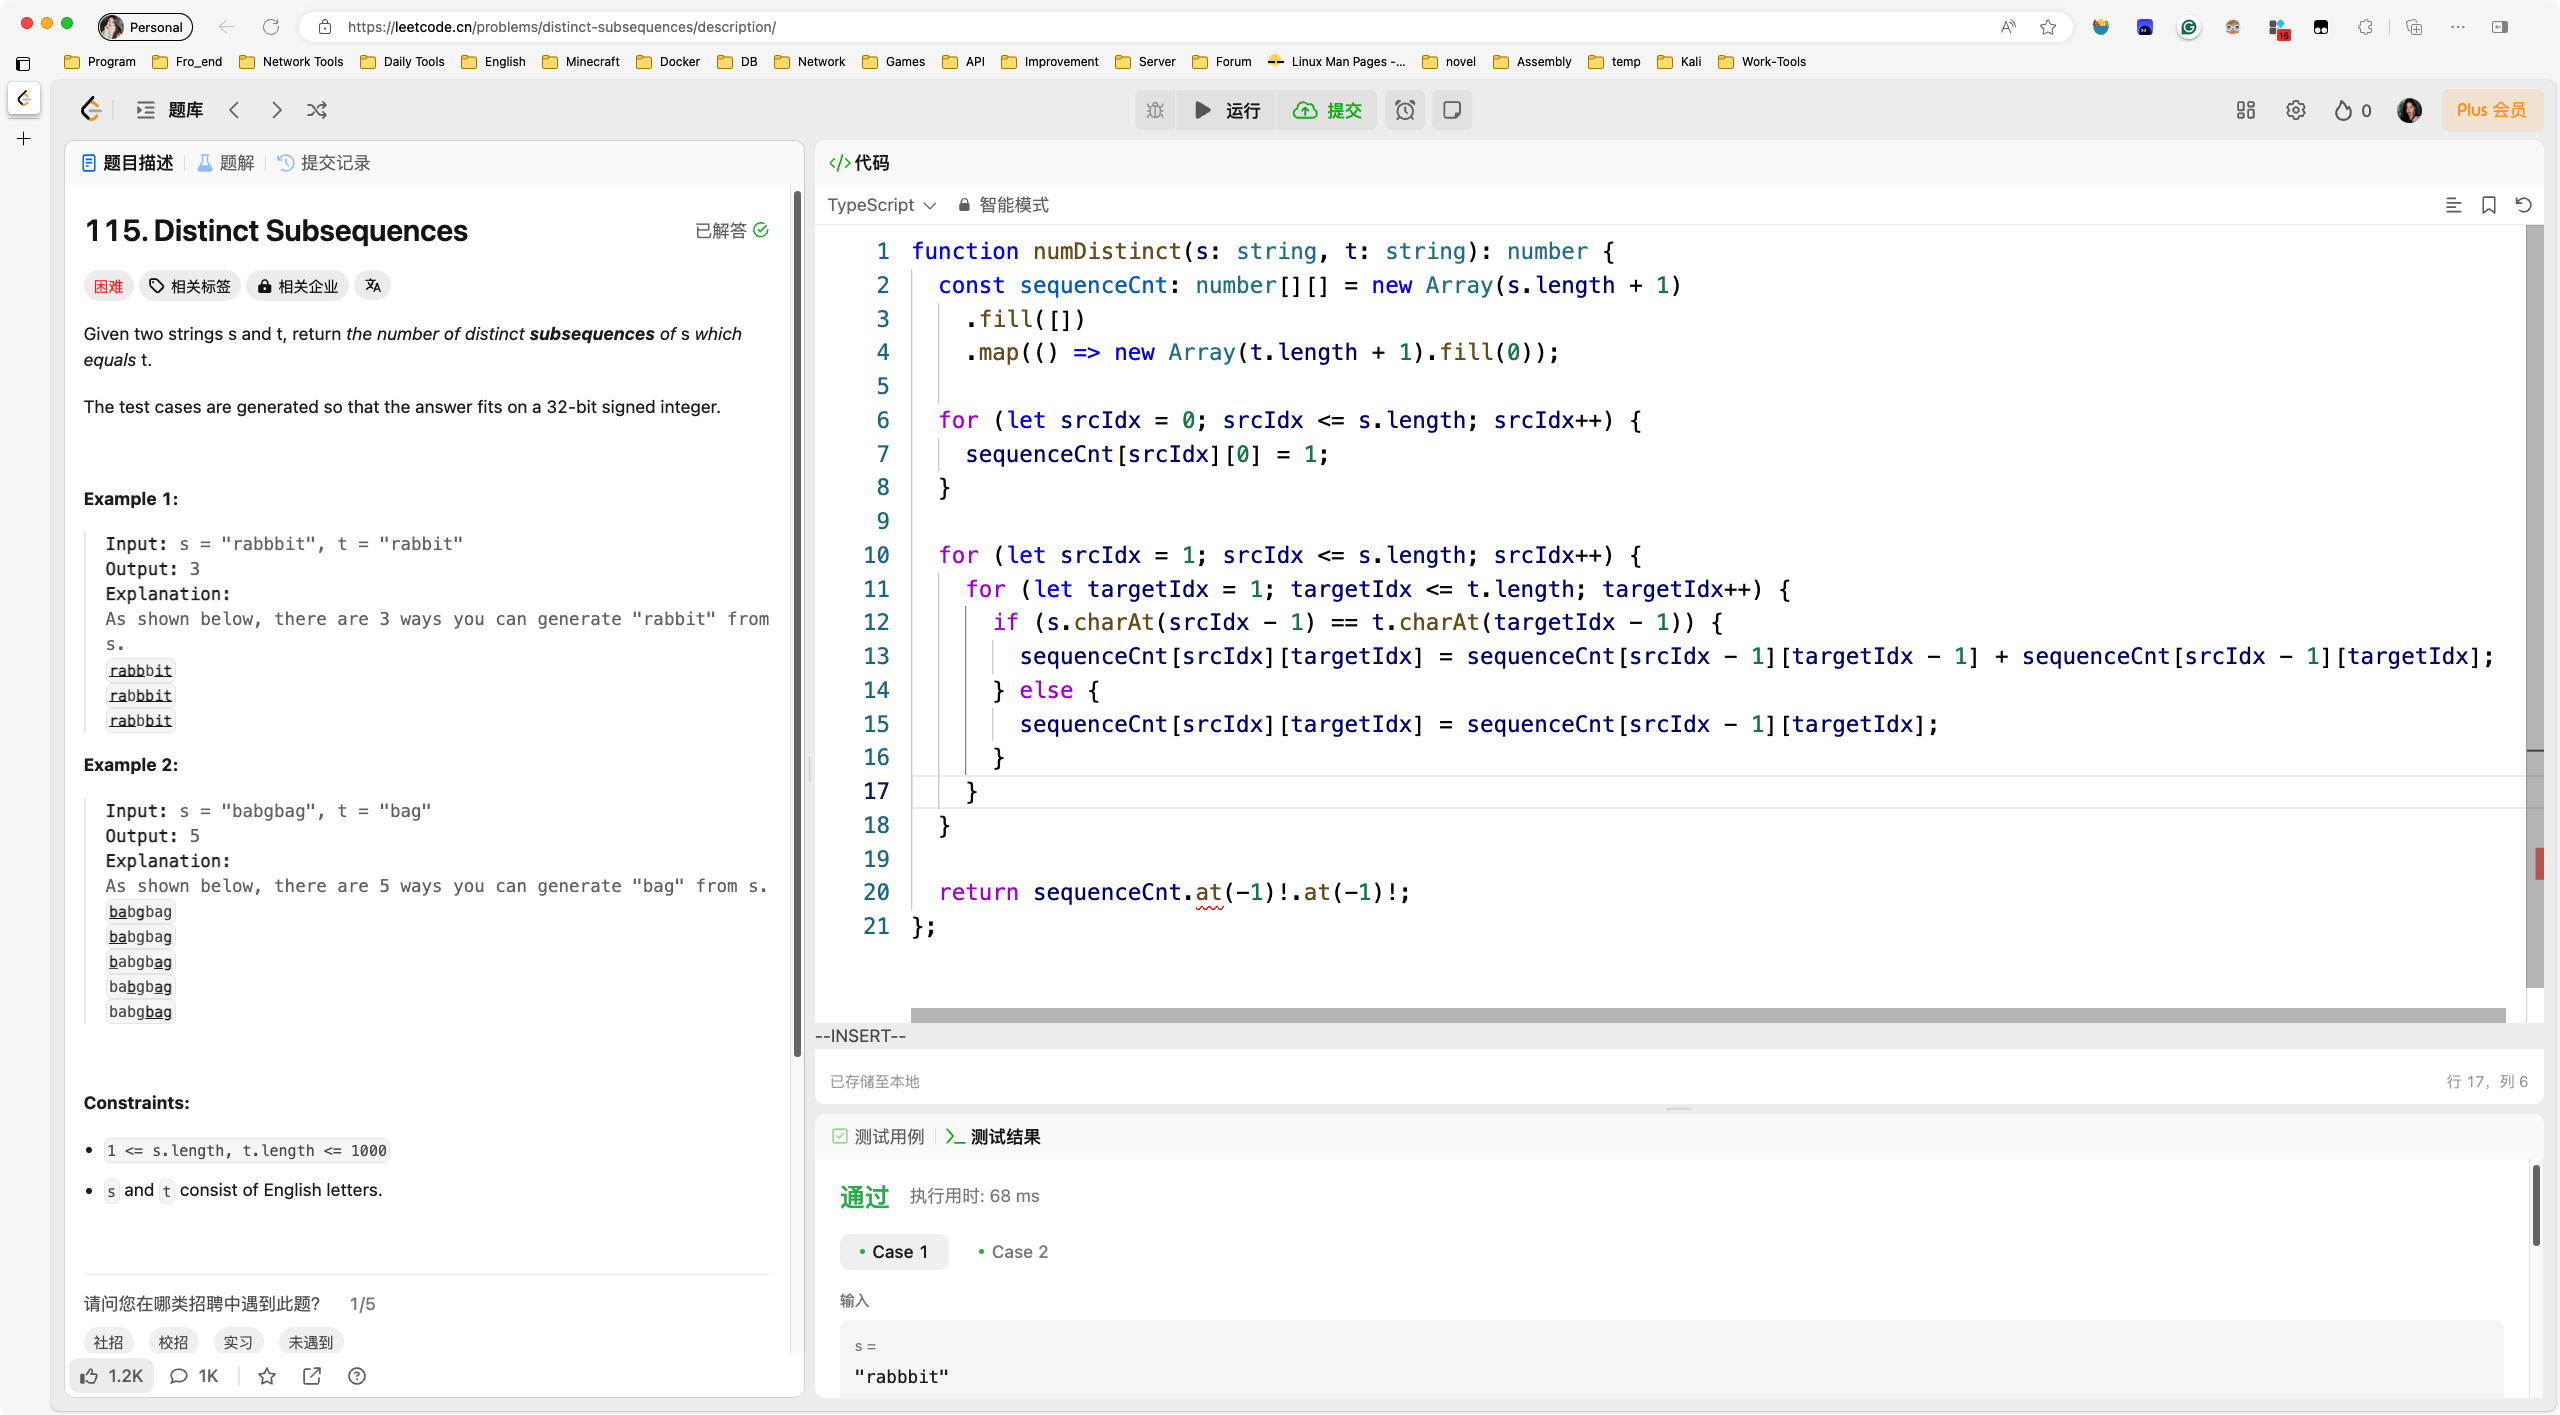 Personal
https://leetcode.cn/problems/distinct-subsequences/description/
16
Program Fro_end Network Tools Daily Tools English Minecraft Docker DB Network Games API Improvement Server Forum Linux Man Pages -... novel Assembly temp Kali Work-Tools
题库 运行 提交 0 Plus 会员
题目描述 题解 提交记录
115. Distinct Subsequences
已解答
困难 相关标签 相关企业
Given two strings s and t, return the number of distinct subsequences of s which
equals t.
The test cases are generated so that the answer fits on a 32-bit signed integer.
Example 1:
Input: s = "rabbbit", t = "rabbit"
Output: 3
Explanation:
As shown below, there are 3 ways you can generate "rabbit" from
s.
rabbbit
rabbbit
rabbbit
Example 2:
Input: s = "babgbag", t = "bag"
Output: 5
Explanation:
As shown below, there are 5 ways you can generate "bag" from s.
babgbag
babgbag
babgbag
babgbag
babgbag
Constraints:
1 <= s.length, t.length <= 1000
s and t consist of English letters.
请问您在哪类招聘中遇到此题? 1/5
社招 校招 实习 未遇到
1.2K 1K
</> 代码
TypeScript 智能模式
1 function numDistinct(s: string, t: string): number {
2 const sequenceCnt: number[][] = new Array(s.length + 1)
3 .fill([])
4 .map(() => new Array(t.length + 1).fill(0));
5
6 for (let srcIdx = 0; srcIdx <= s.length; srcIdx++) {
7 sequenceCnt[srcIdx][0] = 1;
8 }
9
10 for (let srcIdx = 1; srcIdx <= s.length; srcIdx++) {
11 for (let targetIdx = 1; targetIdx <= t.length; targetIdx++) {
12 if (s.charAt(srcIdx - 1) == t.charAt(targetIdx - 1)) {
13 sequenceCnt[srcIdx][targetIdx] = sequenceCnt[srcIdx - 1][targetIdx - 1] + sequenceCnt[srcIdx - 1][targetIdx];
14 } else {
15 sequenceCnt[srcIdx][targetIdx] = sequenceCnt[srcIdx - 1][targetIdx];
16 }
17 }
18 }
19
20 return sequenceCnt.at(-1)!.at(-1)!;
21 };
--INSERT--
已存储至本地
行 17, 列 6
测试用例 测试结果
通过 执行用时: 68 ms
Case 1 Case 2
输入
s =
"rabbbit"